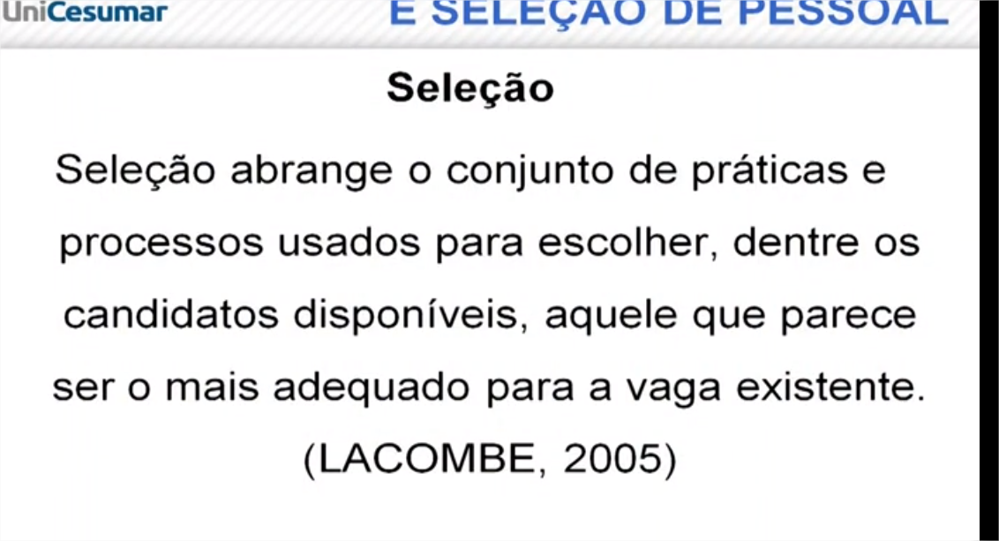 UniCesumar
E SELEÇÃO DE PESSOAL
Seleção
Seleção abrange o conjunto de práticas e
processos usados para escolher, dentre os
candidatos disponíveis, aquele que parece
ser o mais adequado para a vaga existente.
(LACOMBE, 2005)